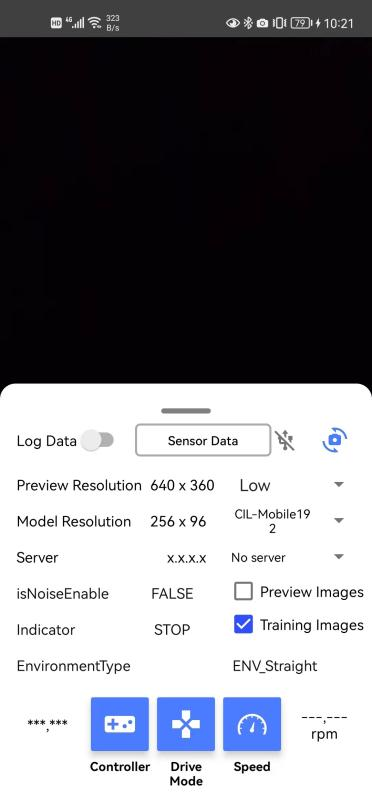 HD 4G 323 B/s 79 10:21
Log Data Sensor Data
Preview Resolution 640 x 360 Low
Model Resolution 256 x 96 CIL-Mobile19
2
Server x.x.x.x No server
isNoiseEnable FALSE Preview Images
Indicator STOP Training Images
EnvironmentType ENV_Straight
***,*** ---,---
rpm
Controller Drive Speed
Mode